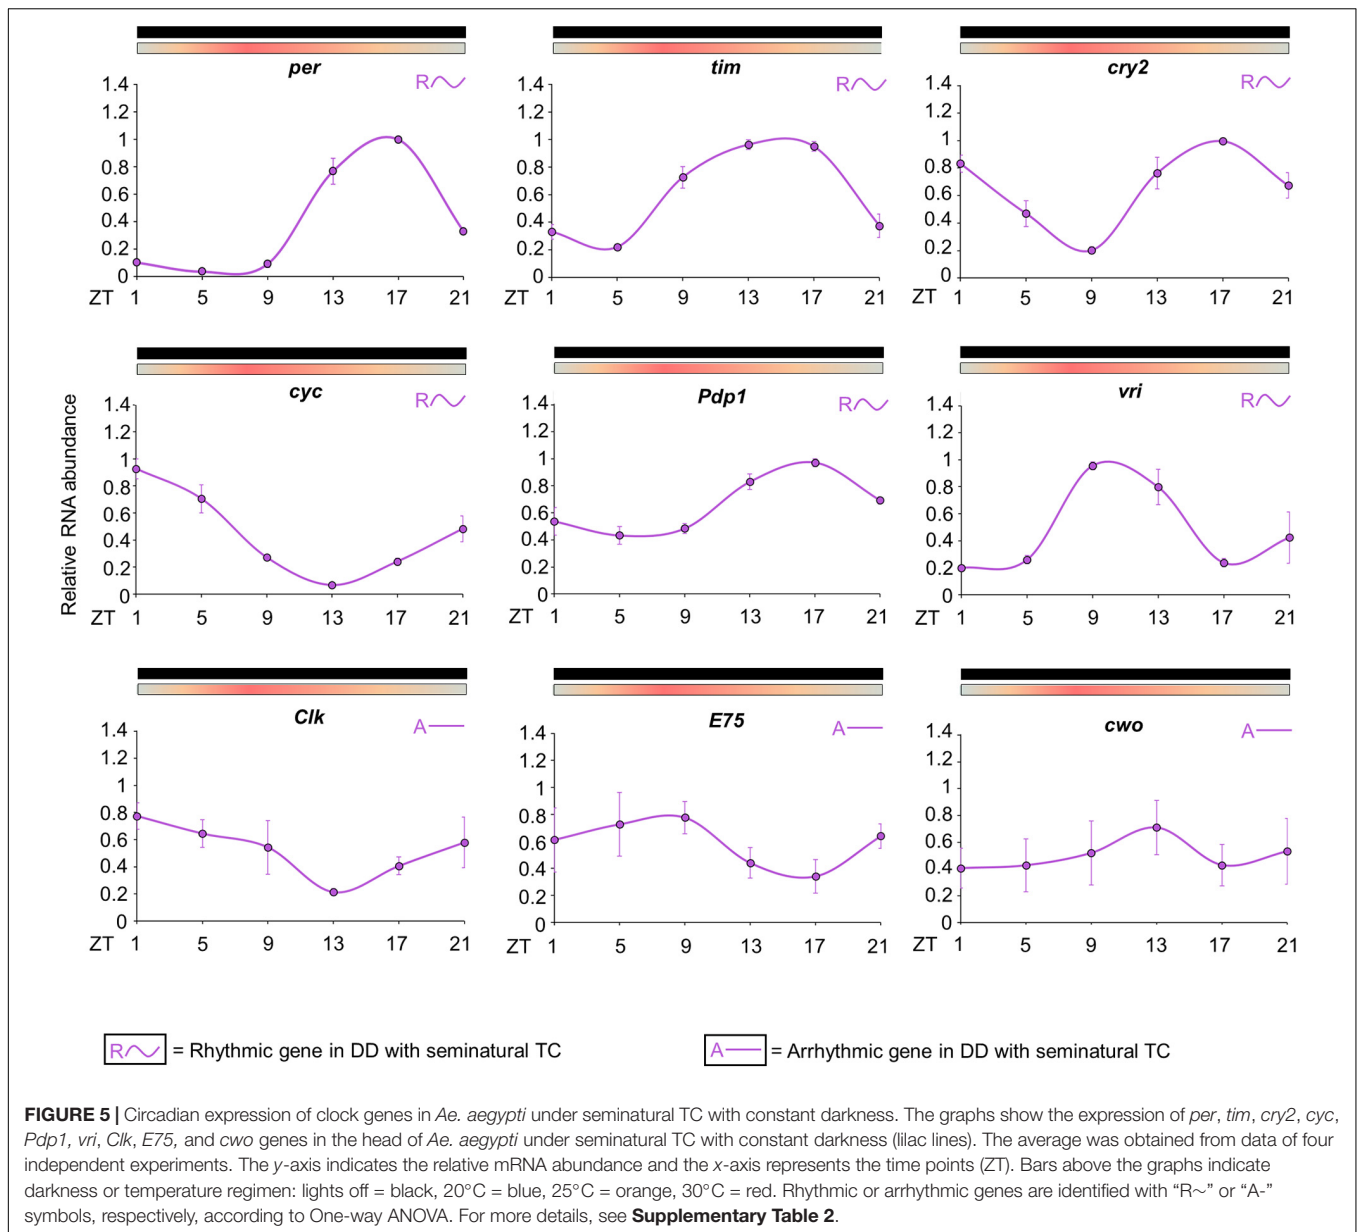 per tim cry2
R R R
1.4 1.4 1.4
1.2 1.2 1.2
1 1 1
0.8 0.8 0.8
0.6 0.6 0.6
0.4 0.4 0.4
0.2 0.2 0.2
0 0 0
ZT 1 5 9 13 17 21 ZT 1 5 9 13 17 21 ZT 1 5 9 13 17 21
cyc Pdp1 vri
R R R
Relative RNA abundance
1.4 1.4 1.4
1.2 1.2 1.2
1 1 1
0.8 0.8 0.8
0.6 0.6 0.6
0.4 0.4 0.4
0.2 0.2 0.2
0 0 0
ZT 1 5 9 13 17 21 ZT 1 5 9 13 17 21 ZT 1 5 9 13 17 21
Clk E75 cwo
A A A
1.4 1.4 1.4
1.2 1.2 1.2
1 1 1
0.8 0.8 0.8
0.6 0.6 0.6
0.4 0.4 0.4
0.2 0.2 0.2
0 0 0
ZT 1 5 9 13 17 21 ZT 1 5 9 13 17 21 ZT 1 5 9 13 17 21
R = Rhythmic gene in DD with seminatural TC A = Arrhythmic gene in DD with seminatural TC
FIGURE 5 | Circadian expression of clock genes in Ae. aegypti under seminatural TC with constant darkness. The graphs show the expression of per, tim, cry2, cyc,
Pdp1, vri, Clk, E75, and cwo genes in the head of Ae. aegypti under seminatural TC with constant darkness (lilac lines). The average was obtained from data of four
independent experiments. The y-axis indicates the relative mRNA abundance and the x-axis represents the time points (ZT). Bars above the graphs indicate
darkness or temperature regimen: lights off = black, 20°C = blue, 25°C = orange, 30°C = red. Rhythmic or arrhythmic genes are identified with “R~” or “A-”
symbols, respectively, according to One-way ANOVA. For more details, see Supplementary Table 2.